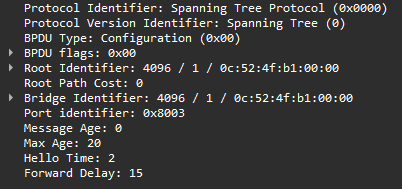 Protocol Identifier: Spanning Tree Protocol (0x0000)
Protocol Version Identifier: Spanning Tree (0)
BPDU Type: Configuration (0x00)
BPDU flags: 0x00
Root Identifier: 4096 / 1 / 0c:52:4f:b1:00:00
Root Path Cost: 0
Bridge Identifier: 4096 / 1 / 0c:52:4f:b1:00:00
Port identifier: 0x8003
Message Age: 0
Max Age: 20
Hello Time: 2
Forward Delay: 15